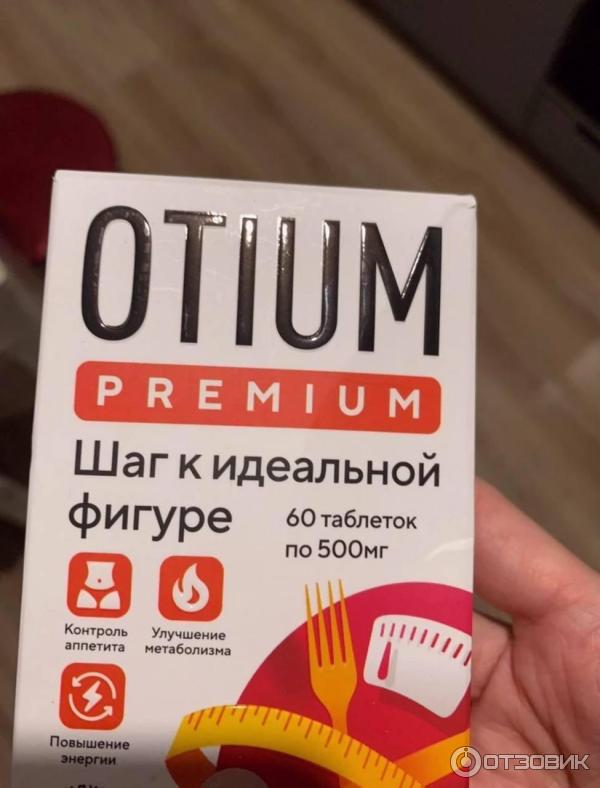 OTIUM
PREMIUM
Шаг к идеальной
фигуре
60 таблеток
по 500мг
Контроль
аппетита
Улучшение
метаболизма
Повышение
энергии
ОТЗОВИК